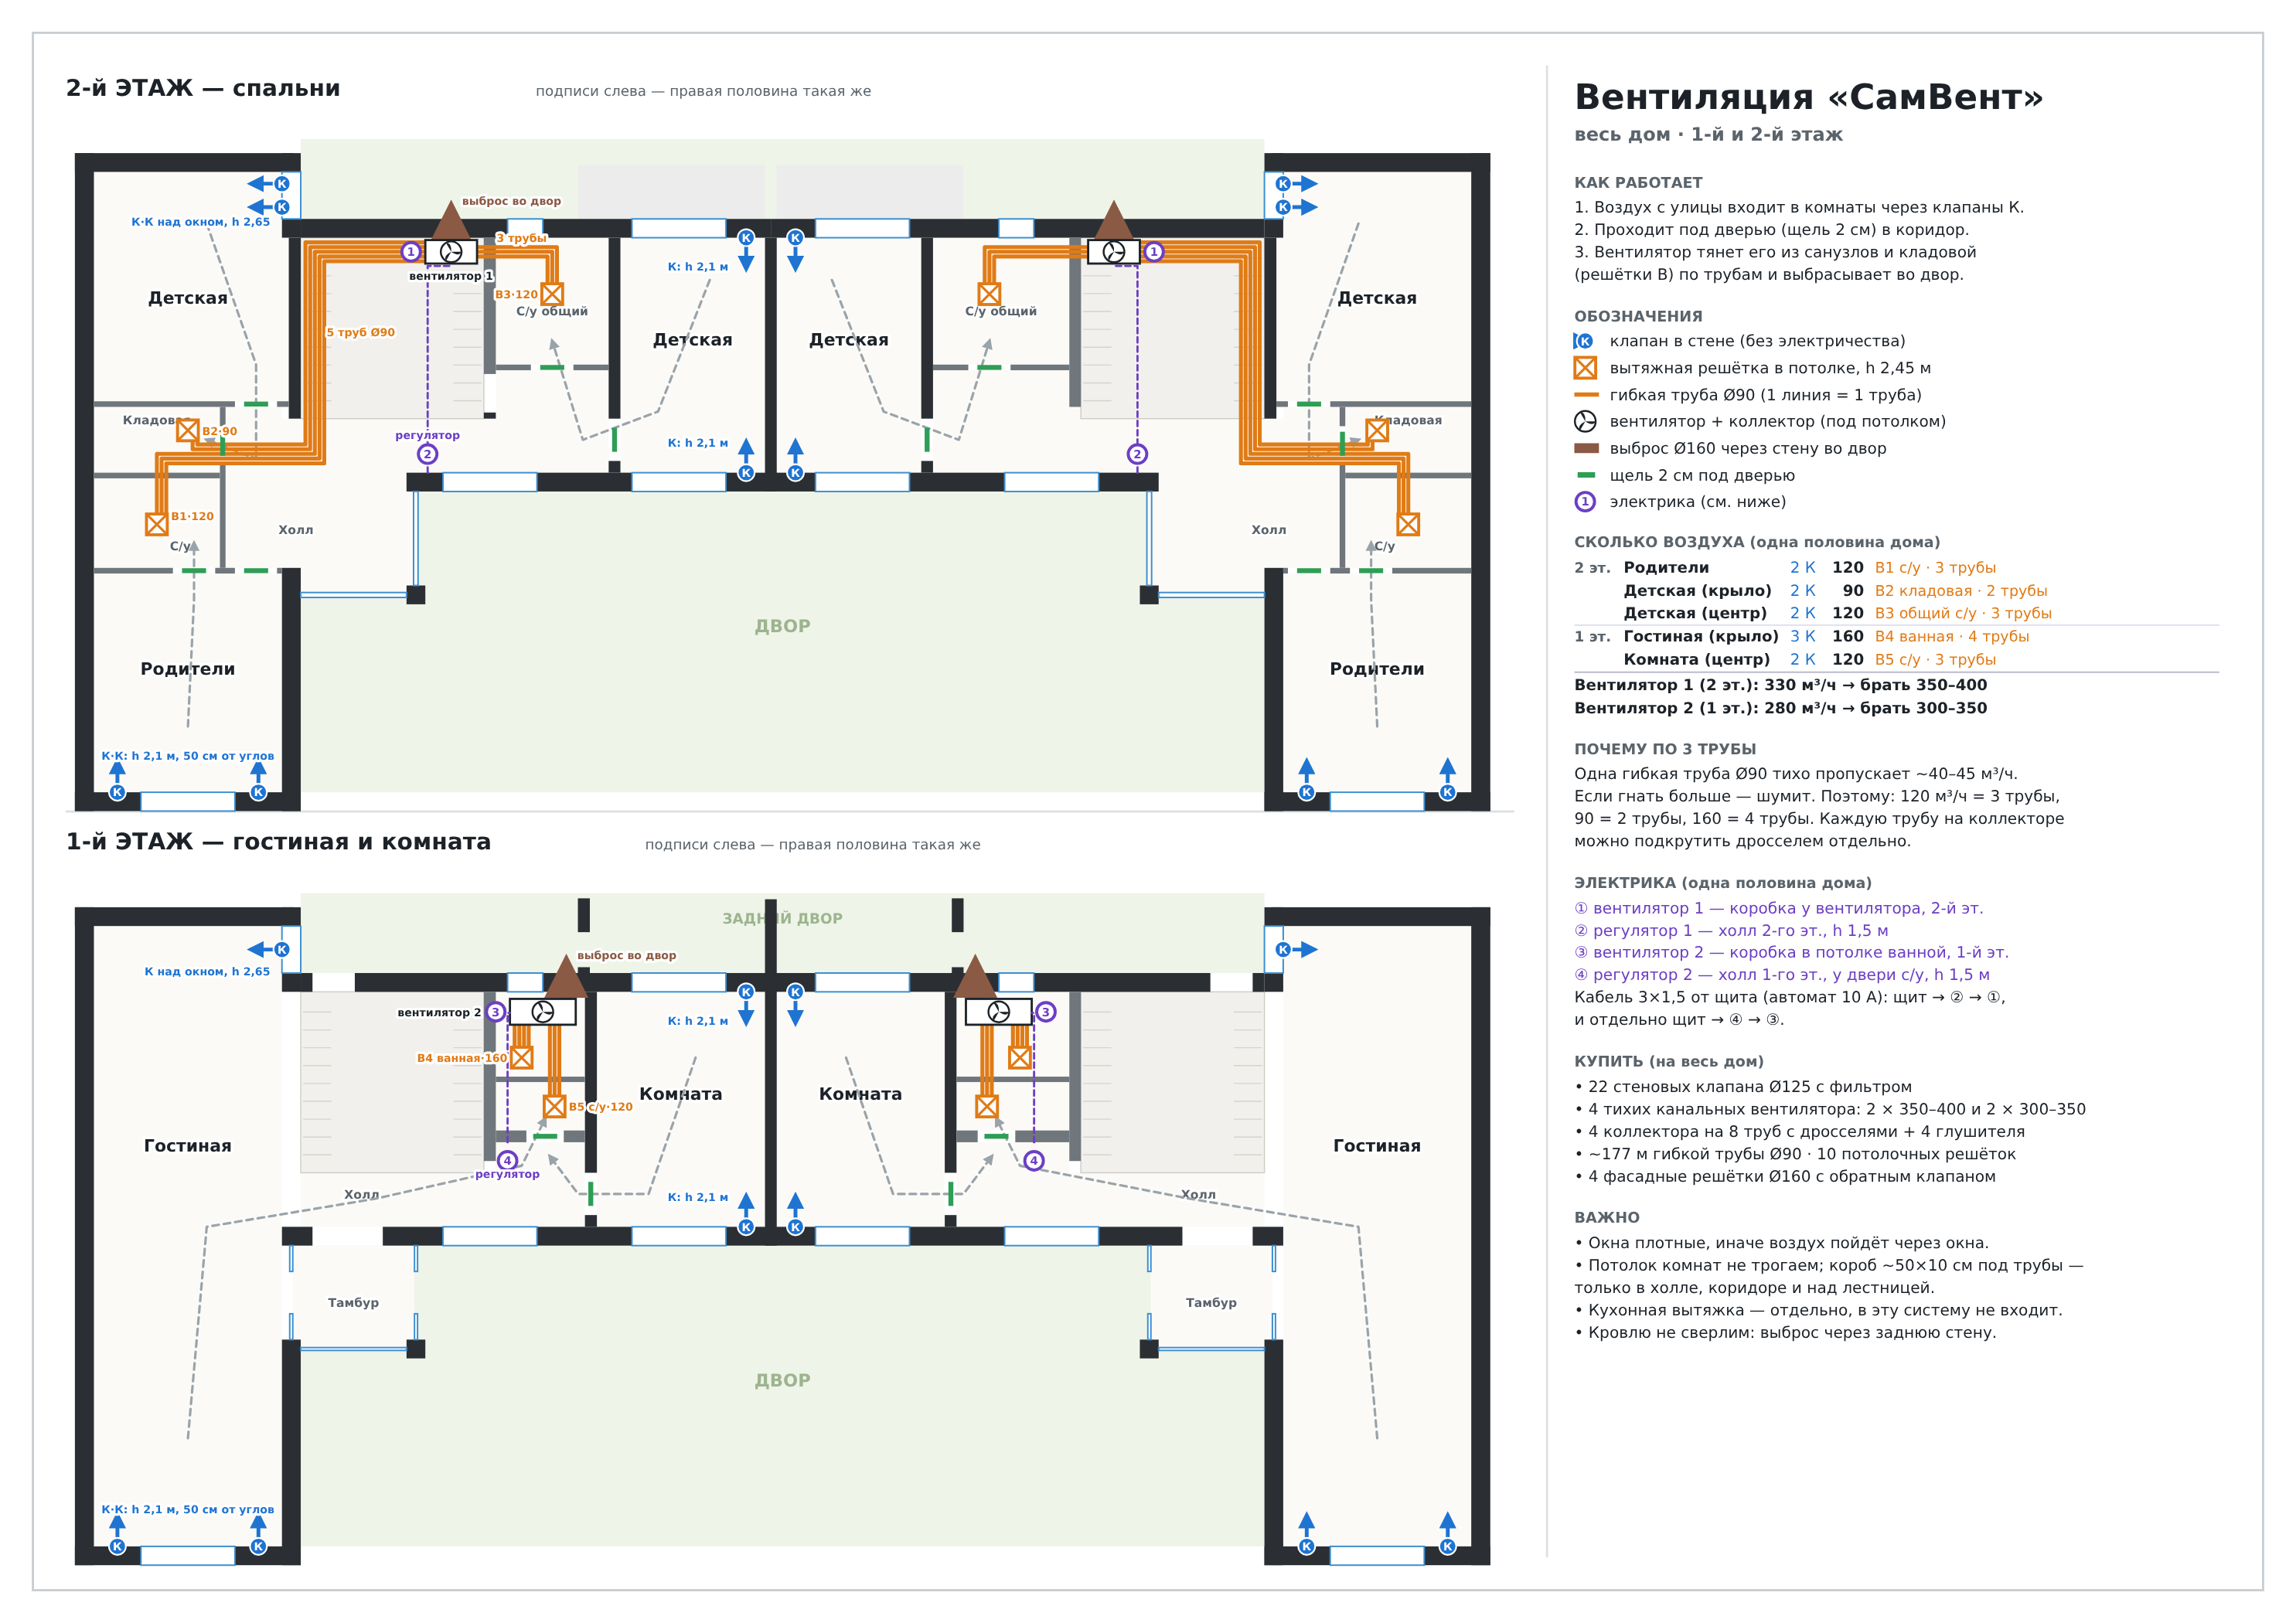 2-й ЭТАЖ — спальни
подписи слева — правая половина такая же
выброс во двор
К
К
К
К
К·К над окном, h 2,65
3 трубы
К
К
1
1
вентилятор 1
К: h 2,1 м
Детская
В3·120
С/у общий
С/у общий
Детская
5 труб Ø90
Детская
Детская
Кладовая
В2·90
Кладовая
регулятор
К: h 2,1 м
2
2
К
К
В1·120
Холл
Холл
С/у
С/у
ДВОР
Родители
Родители
К·К: h 2,1 м, 50 см от углов
К
К
К
К
1-й ЭТАЖ — гостиная и комната
подписи слева — правая половина такая же
ЗАДНИЙ ДВОР
К
выброс во двор
К
К над окном, h 2,65
К
К
вентилятор 2
3
3
К: h 2,1 м
В4 ванная·160
Комната
Комната
В5 с/у·120
Гостиная
Гостиная
4
4
регулятор
Холл
К: h 2,1 м
Холл
К
К
Тамбур
Тамбур
ДВОР
К·К: h 2,1 м, 50 см от углов
К
К
К
К
Вентиляция «СамВент»
весь дом · 1-й и 2-й этаж
КАК РАБОТАЕТ
1. Воздух с улицы входит в комнаты через клапаны К.
2. Проходит под дверью (щель 2 см) в коридор.
3. Вентилятор тянет его из санузлов и кладовой
(решётки В) по трубам и выбрасывает во двор.
ОБОЗНАЧЕНИЯ
К клапан в стене (без электричества)
вытяжная решётка в потолке, h 2,45 м
гибкая труба Ø90 (1 линия = 1 труба)
вентилятор + коллектор (под потолком)
выброс Ø160 через стену во двор
щель 2 см под дверью
1 электрика (см. ниже)
СКОЛЬКО ВОЗДУХА (одна половина дома)
2 эт. Родители 2 К 120 В1 с/у · 3 трубы
Детская (крыло) 2 К 90 В2 кладовая · 2 трубы
Детская (центр) 2 К 120 В3 общий с/у · 3 трубы
1 эт. Гостиная (крыло) 3 К 160 В4 ванная · 4 трубы
Комната (центр) 2 К 120 В5 с/у · 3 трубы
Вентилятор 1 (2 эт.): 330 м³/ч → брать 350–400
Вентилятор 2 (1 эт.): 280 м³/ч → брать 300–350
ПОЧЕМУ ПО 3 ТРУБЫ
Одна гибкая труба Ø90 тихо пропускает ~40–45 м³/ч.
Если гнать больше — шумит. Поэтому: 120 м³/ч = 3 трубы,
90 = 2 трубы, 160 = 4 трубы. Каждую трубу на коллекторе
можно подкрутить дросселем отдельно.
ЭЛЕКТРИКА (одна половина дома)
① вентилятор 1 — коробка у вентилятора, 2-й эт.
② регулятор 1 — холл 2-го эт., h 1,5 м
③ вентилятор 2 — коробка в потолке ванной, 1-й эт.
④ регулятор 2 — холл 1-го эт., у двери с/у, h 1,5 м
Кабель 3×1,5 от щита (автомат 10 А): щит → ② → ①,
и отдельно щит → ④ → ③.
КУПИТЬ (на весь дом)
• 22 стеновых клапана Ø125 с фильтром
• 4 тихих канальных вентилятора: 2 × 350–400 и 2 × 300–350
• 4 коллектора на 8 труб с дросселями + 4 глушителя
• ~177 м гибкой трубы Ø90 · 10 потолочных решёток
• 4 фасадные решётки Ø160 с обратным клапаном
ВАЖНО
• Окна плотные, иначе воздух пойдёт через окна.
• Потолок комнат не трогаем; короб ~50×10 см под трубы —
только в холле, коридоре и над лестницей.
• Кухонная вытяжка — отдельно, в эту систему не входит.
• Кровлю не сверлим: выброс через заднюю стену.